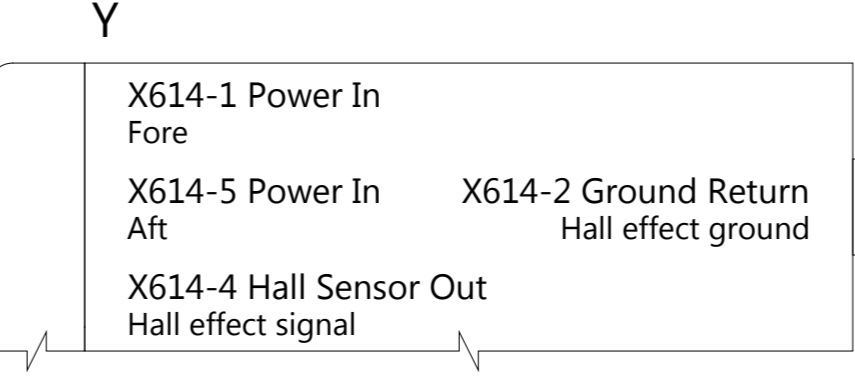 Y
X614-1 Power In
Fore
X614-5 Power In
Aft
X614-2 Ground Return
Hall effect ground
X614-4 Hall Sensor Out
Hall effect signal